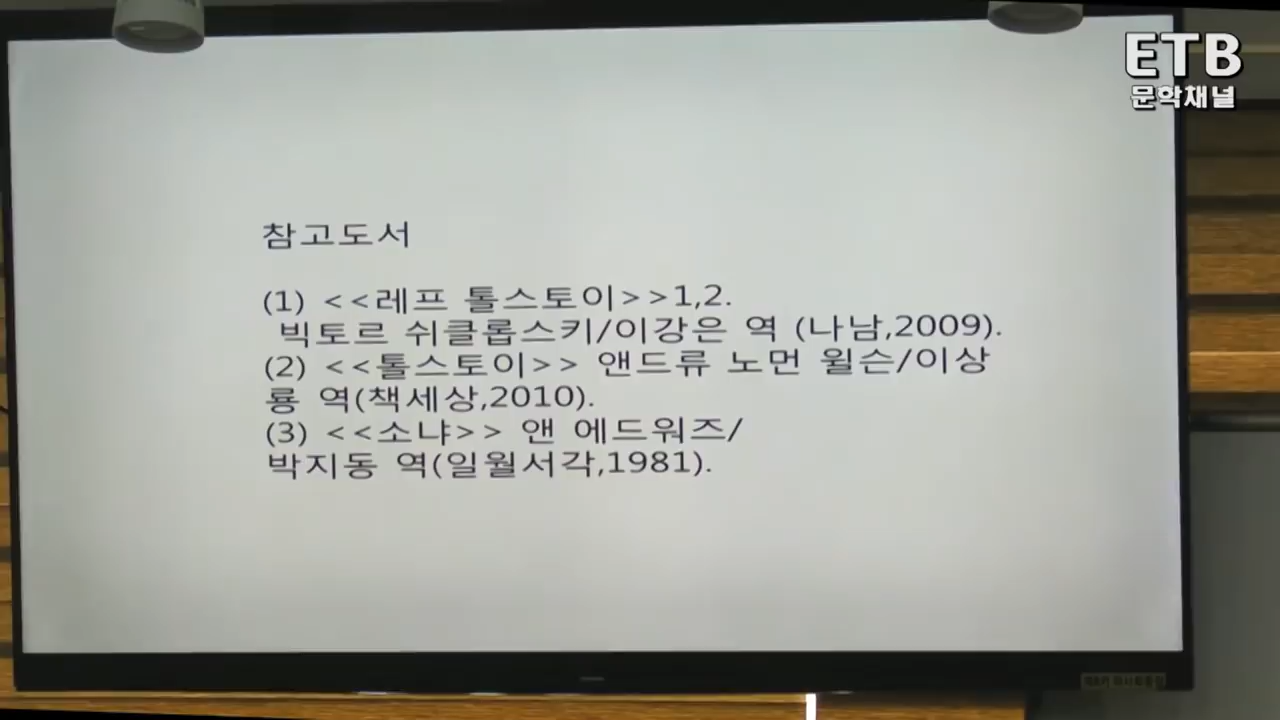 ETB
문학채널
참고도서
(1) <<레프 톨스토이>>1,2.
빅토르 쉬클롭스키/이강은 역 (나남,2009).
(2) <<톨스토이>> 앤드류 노먼 윌슨/이상
룡 역(책세상,2010).
(3) <<소냐>> 앤 에드워즈/
박지동 역(일월서각,1981).